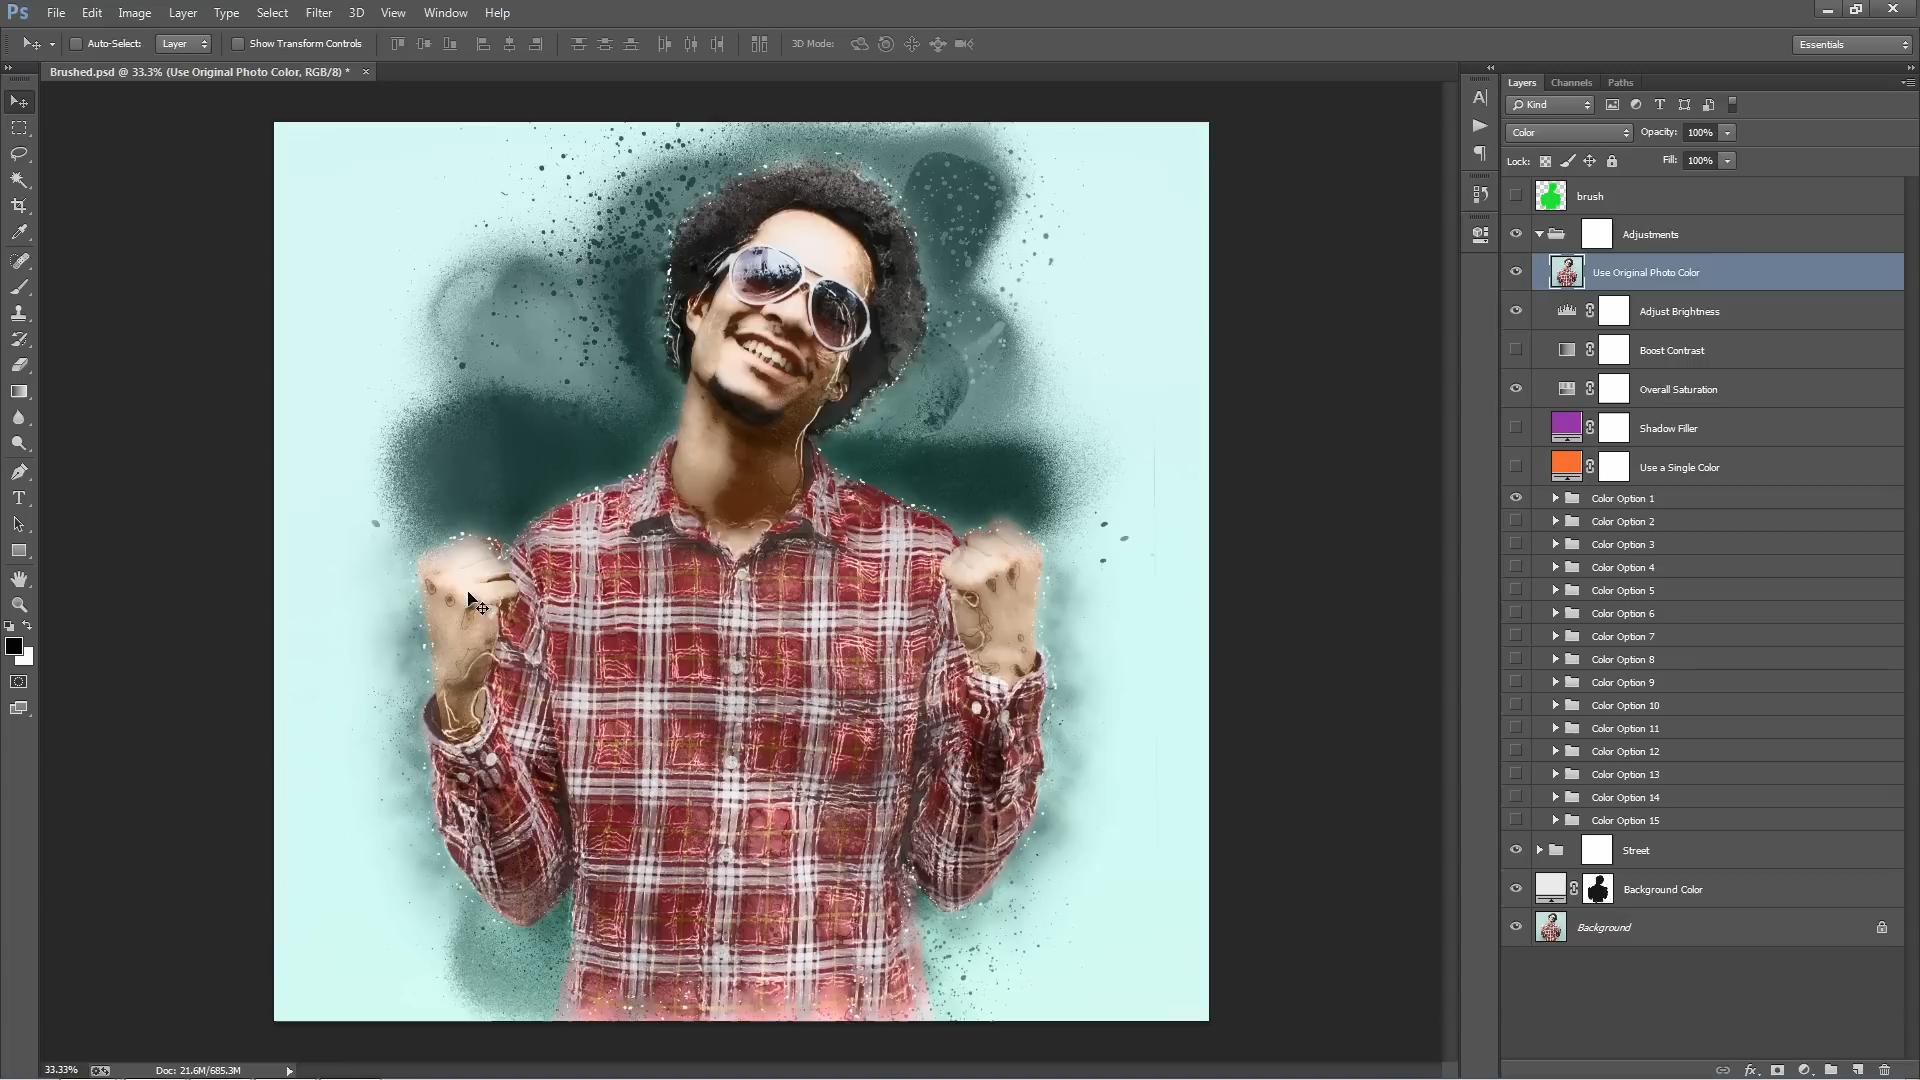 Ps File Edit Image Layer Type Select Filter 3D View Window Help
Auto-Select: Layer Show Transform Controls 3D Mode: Essentials
Brushed.psd @ 33.3% (Use Original Photo Color, RGB/8) * ×
Layers Channels Paths
Kind
Color Opacity: 100%
Lock: Fill: 100%
brush
Adjustments
Use Original Photo Color
Adjust Brightness
Boost Contrast
Overall Saturation
Shadow Filler
Use a Single Color
Color Option 1
Color Option 2
Color Option 3
Color Option 4
Color Option 5
Color Option 6
Color Option 7
Color Option 8
Color Option 9
Color Option 10
Color Option 11
Color Option 12
Color Option 13
Color Option 14
Color Option 15
Street
Background Color
Background
33.33% Doc: 21.6M/685.3M
fx